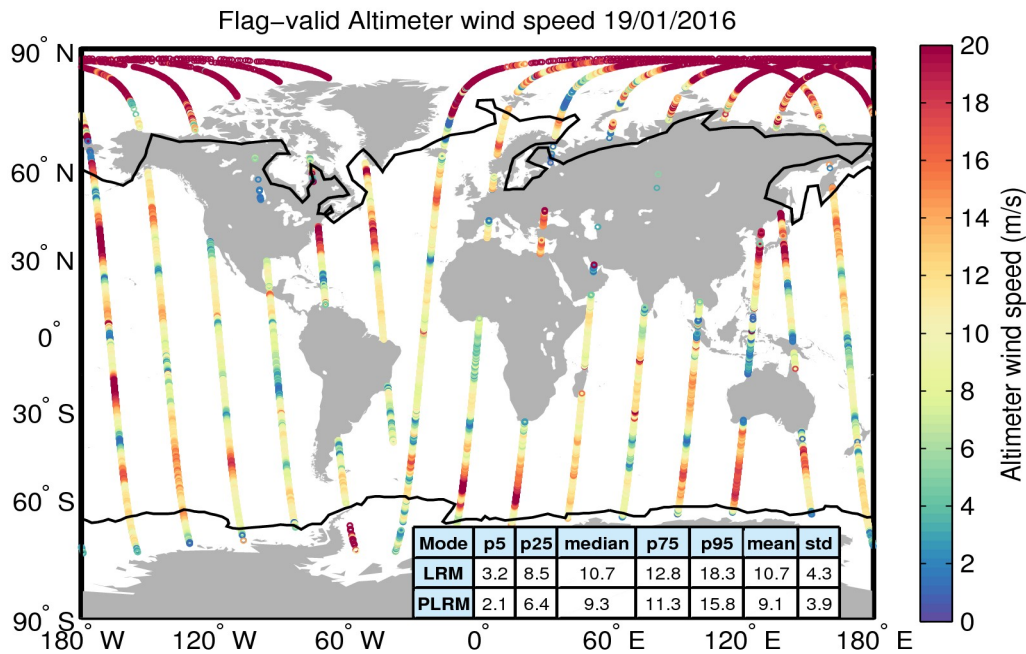 Flag−valid Altimeter wind speed 19/01/2016
90° N
60° N
30° N
0°
30° S
60° S
90° S
180° W
120° W
60° W
0°
60° E
120° E
180° E
Mode p5 p25 median p75 p95 mean std
LRM 3.2 8.5 10.7 12.8 18.3 10.7 4.3
PLRM 2.1 6.4 9.3 11.3 15.8 9.1 3.9
20
18
16
14
12
10
8
6
4
2
0
Altimeter wind speed (m/s)